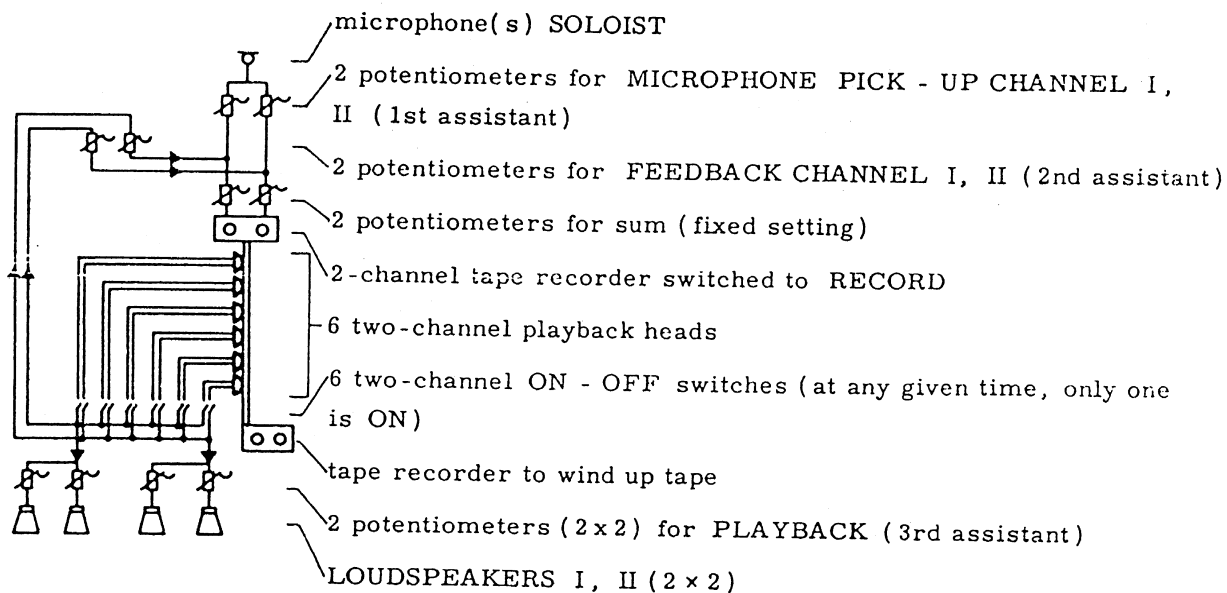 microphone(s) SOLOIST
2 potentiometers for MICROPHONE PICK - UP CHANNEL I,
II (1st assistant)
2 potentiometers for FEEDBACK CHANNEL I, II (2nd assistant)
2 potentiometers for sum (fixed setting)
2-channel tape recorder switched to RECORD
6 two-channel playback heads
6 two-channel ON - OFF switches (at any given time, only one
is ON)
tape recorder to wind up tape
2 potentiometers (2x2) for PLAYBACK (3rd assistant)
LOUDSPEAKERS I, II (2 × 2)